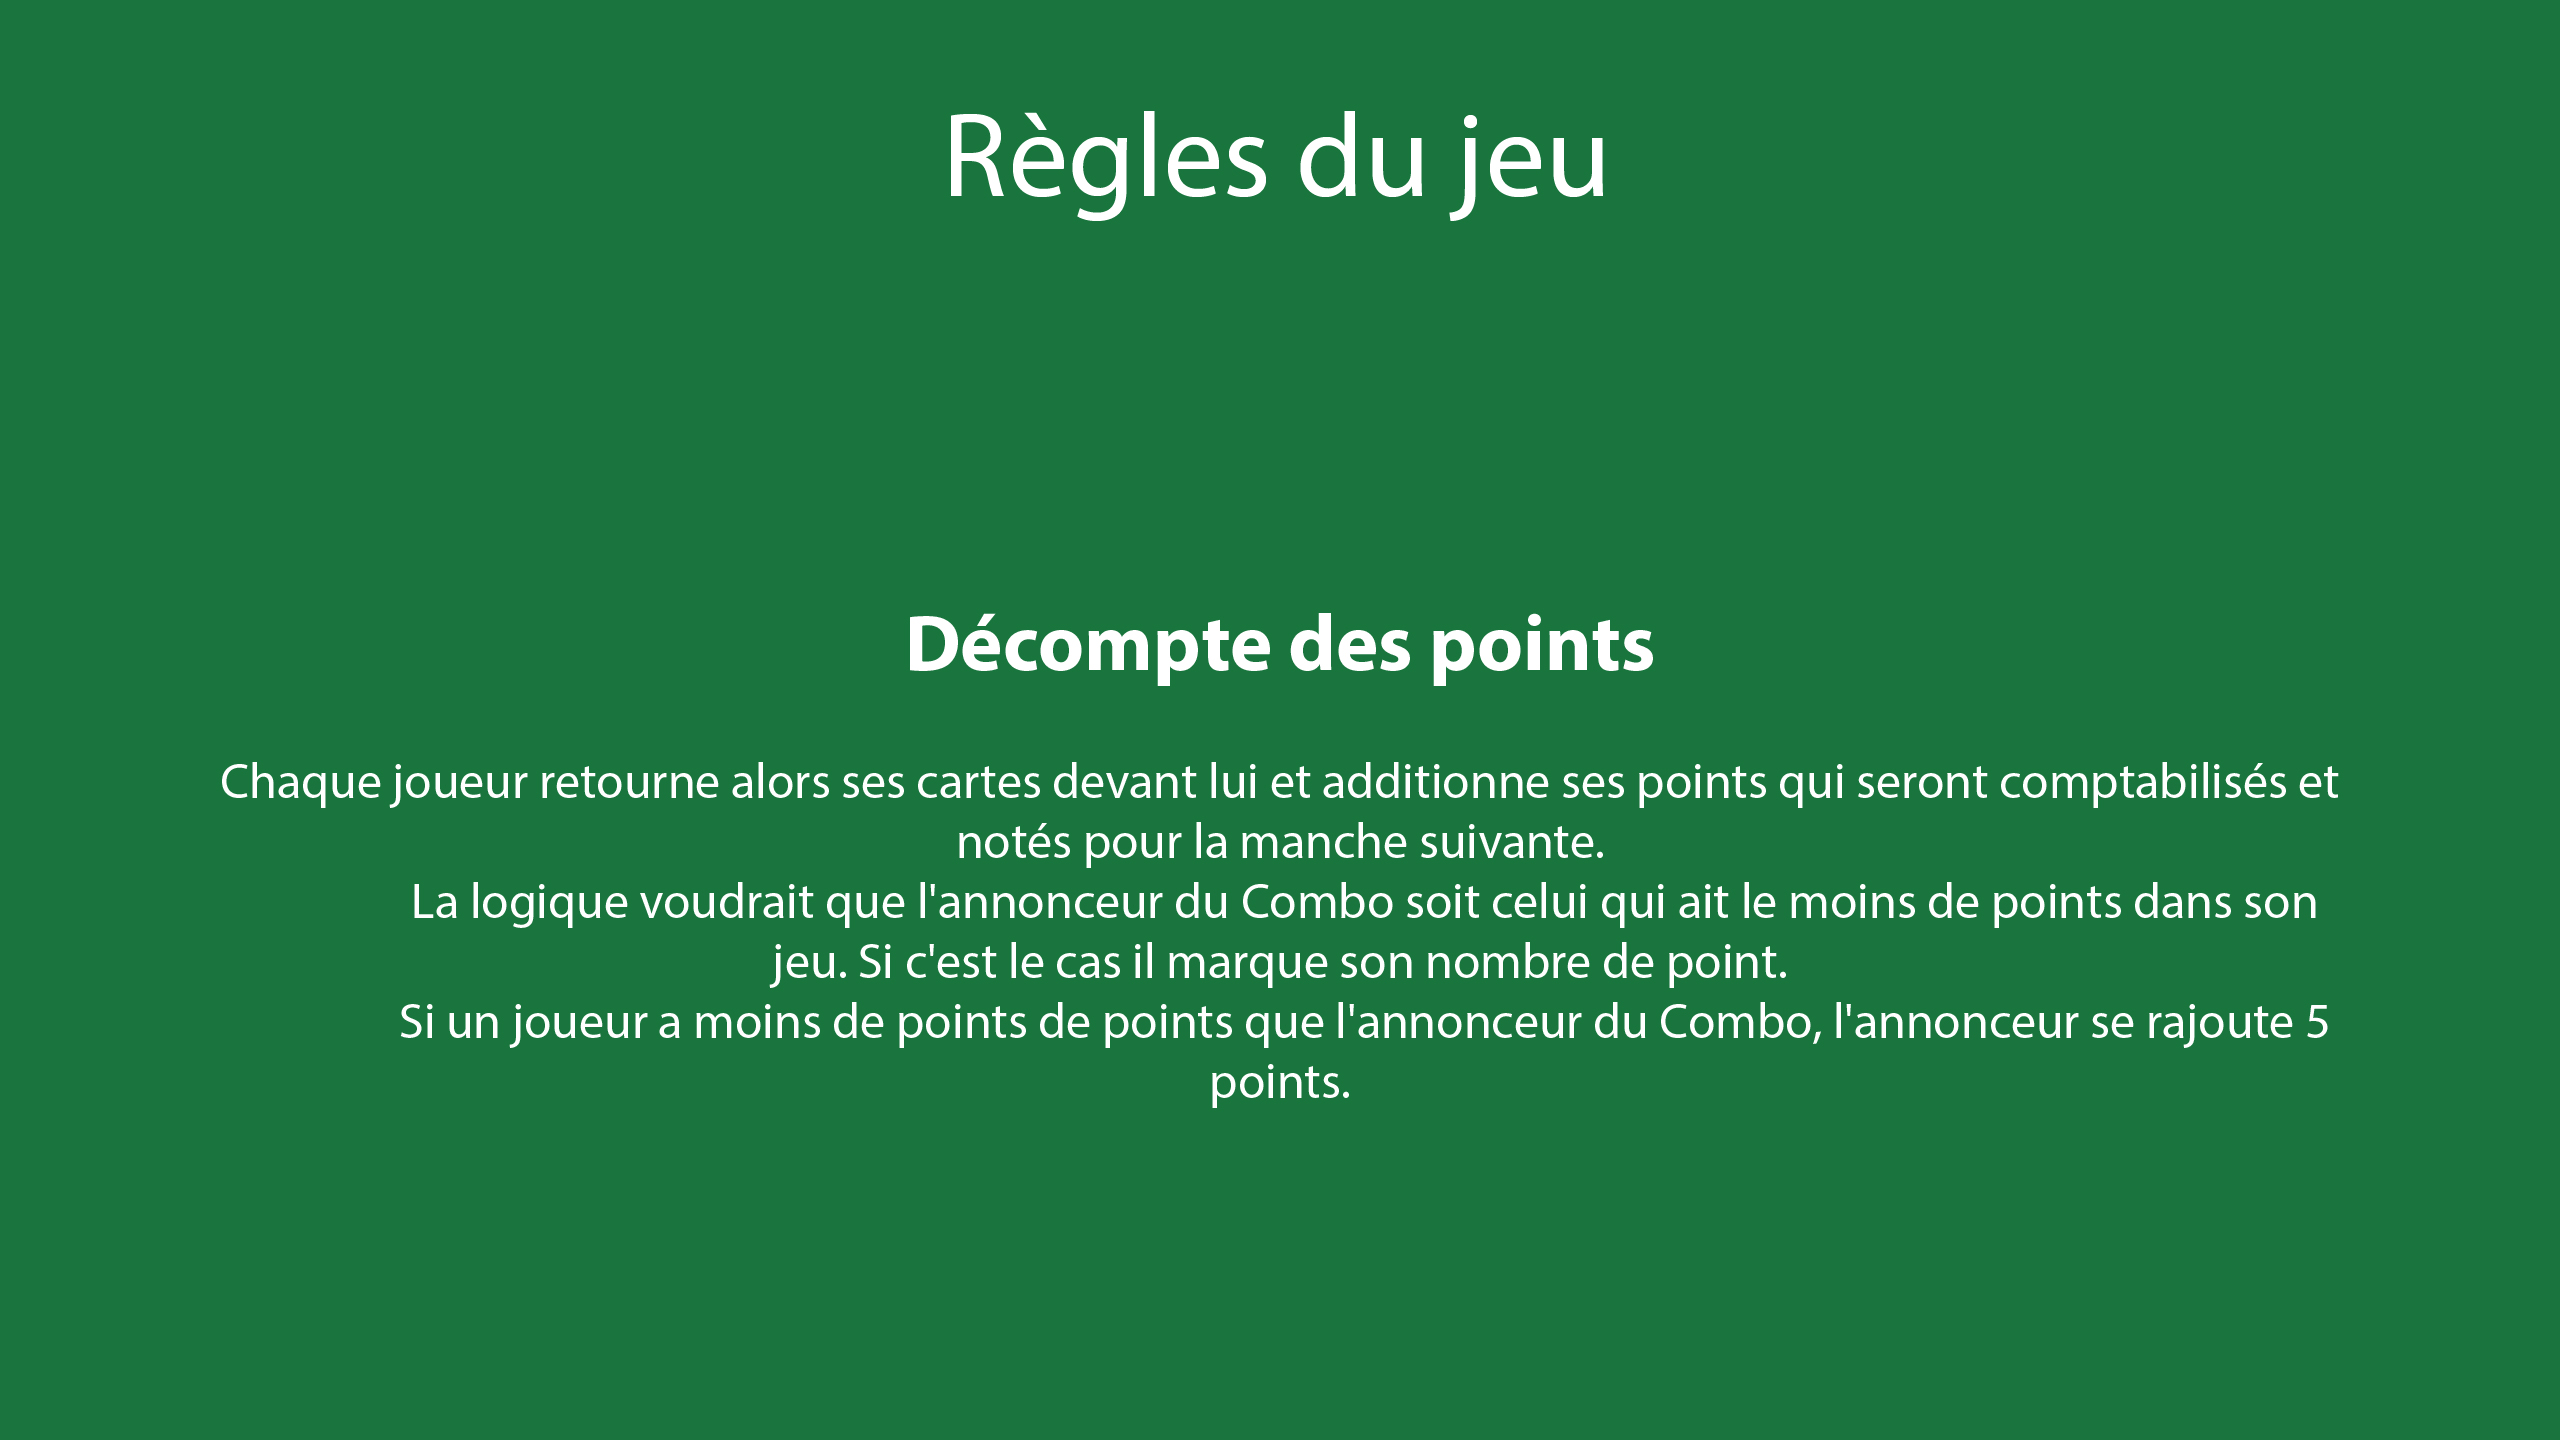 Règles du jeu
Décompte des points
Chaque joueur retourne alors ses cartes devant lui et additionne ses points qui seront comptabilisés et
notés pour la manche suivante.
La logique voudrait que l'annonceur du Combo soit celui qui ait le moins de points dans son
jeu. Si c'est le cas il marque son nombre de point.
Si un joueur a moins de points de points que l'annonceur du Combo, l'annonceur se rajoute 5
points.